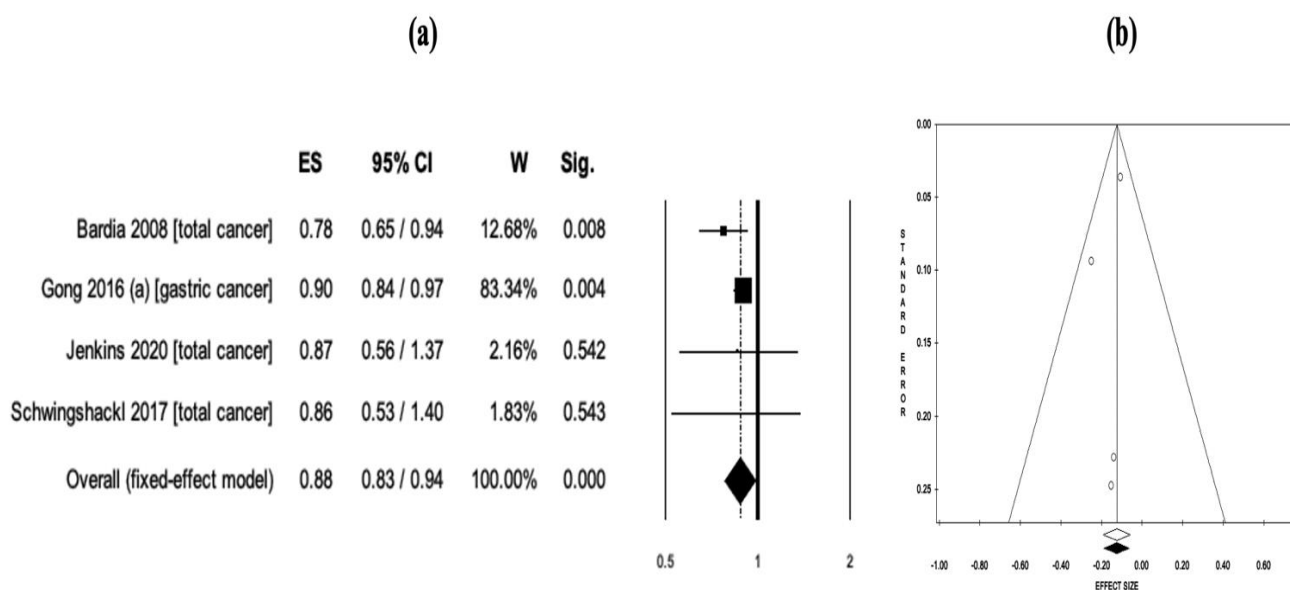 (a)
(b)
ES 95% CI W Sig.
Bardia 2008 [total cancer] 0.78 0.65 / 0.94 12.68% 0.008
Gong 2016 (a) [gastric cancer] 0.90 0.84 / 0.97 83.34% 0.004
Jenkins 2020 [total cancer] 0.87 0.56 / 1.37 2.16% 0.542
Schwingshackl 2017 [total cancer] 0.86 0.53 / 1.40 1.83% 0.543
Overall (fixed-effect model) 0.88 0.83 / 0.94 100.00% 0.000
0.5 1 2
0.00
0.05
0.10
0.15
0.20
0.25
STANDARD ERROR
-1.00 -0.80 -0.60 -0.40 -0.20 0.00 0.20 0.40 0.60
EFFECT SIZE